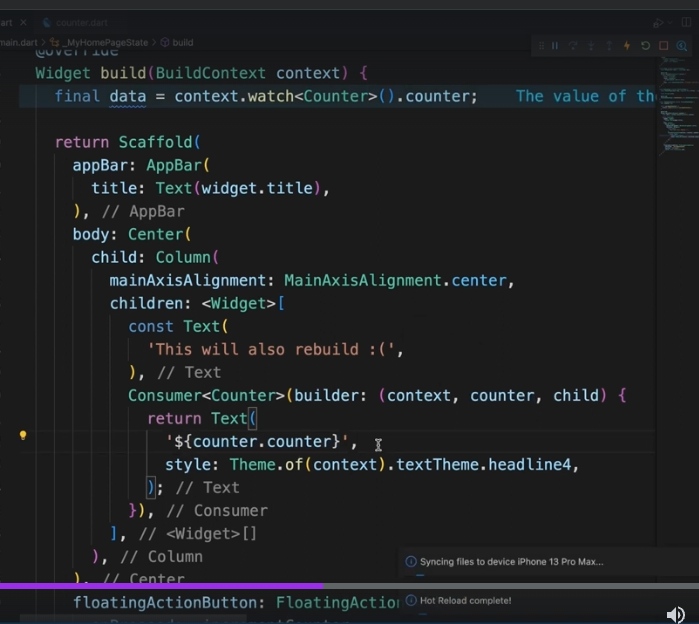 art × counter.dart
main.dart > _MyHomePageState > build
@override
Widget build(BuildContext context) {
final data = context.watch<Counter>().counter; The value of th
return Scaffold(
appBar: AppBar(
title: Text(widget.title),
), // AppBar
body: Center(
child: Column(
mainAxisAlignment: MainAxisAlignment.center,
children: <Widget>[
const Text(
'This will also rebuild :(',
), // Text
Consumer<Counter>(builder: (context, counter, child) {
return Text(
'${counter.counter}',
style: Theme.of(context).textTheme.headline4,
); // Text
}), // Consumer
], // <Widget>[]
), // Column
), // Center
floatingActionButton: FloatingActio
Syncing files to device iPhone 13 Pro Max...
Hot Reload complete!